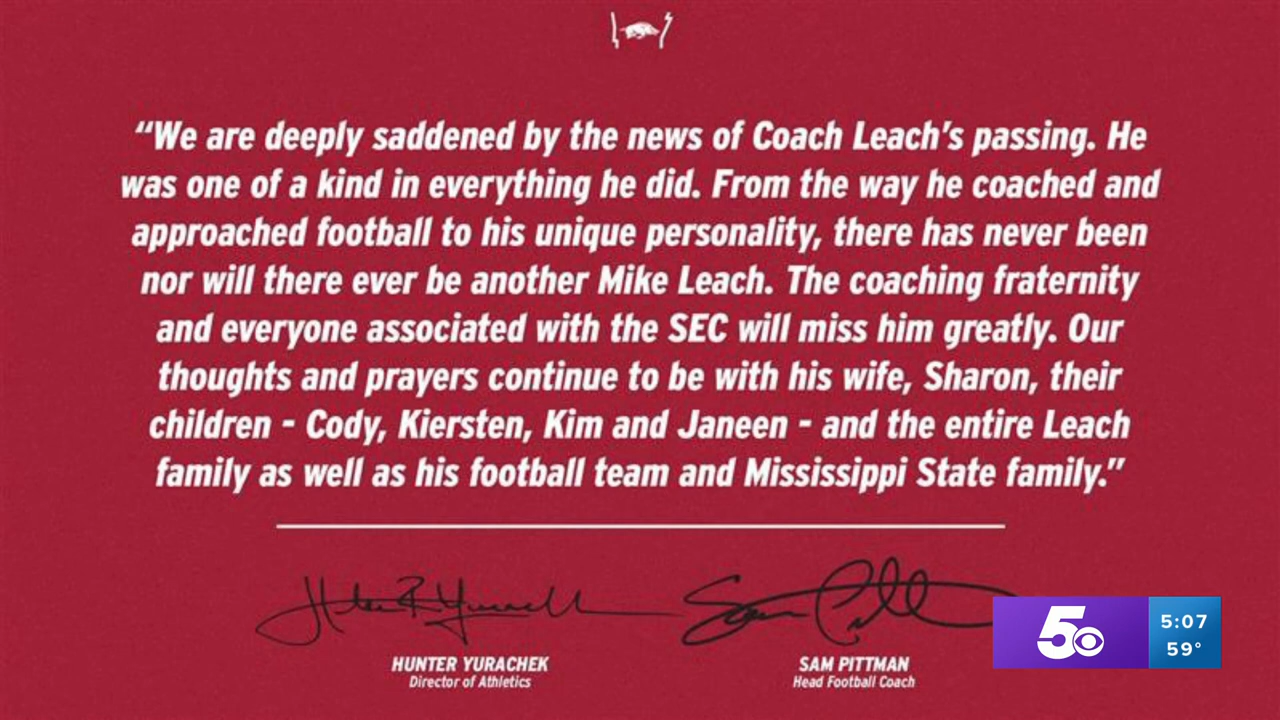 “We are deeply saddened by the news of Coach Leach’s passing. He
was one of a kind in everything he did. From the way he coached and
approached football to his unique personality, there has never been
nor will there ever be another Mike Leach. The coaching fraternity
and everyone associated with the SEC will miss him greatly. Our
thoughts and prayers continue to be with his wife, Sharon, their
children - Cody, Kiersten, Kim and Janeen - and the entire Leach
family as well as his football team and Mississippi State family.”
HUNTER YURACHEK
Director of Athletics
SAM PITTMAN
Head Football Coach
5
5:07
59°